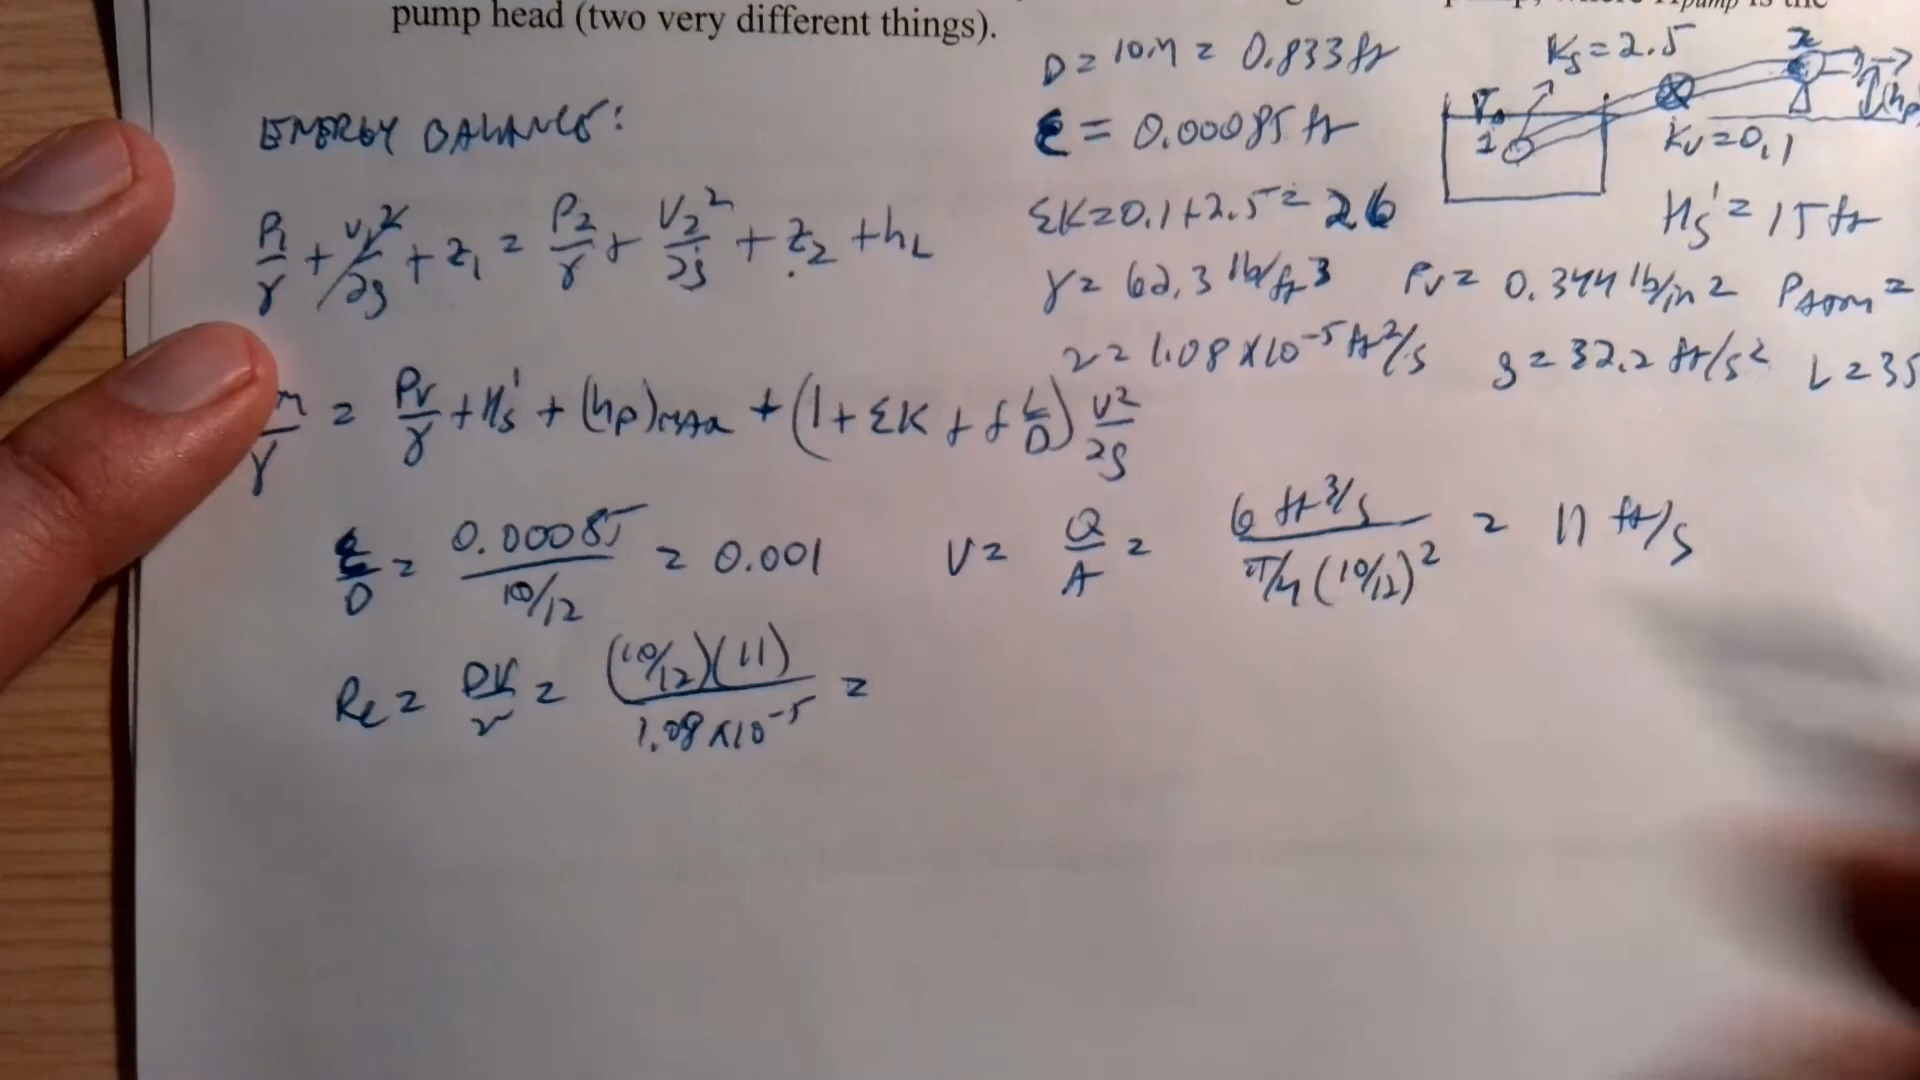 pump head (two very different things).
D = 10in = 0.833 ft
Ks = 2.5
2
ENERGY BALANCE:
ε = 0.00085 ft
1
Kv = 0.1
P1/γ + V1²/2g + z1 = P2/γ + V2²/2g + z2 + hL
ΣK = 0.1 + 2.5 = 2.6
Hs' = 15 ft
γ = 62.3 lb/ft3 Pv = 0.344 lb/in2 PATM =
ν = 1.08 x 10^-5 ft²/s g = 32.2 ft/s² L = 35
m/γ = Pv/γ + Hs' + (hp)max + (1 + ΣK + f L/D) V²/2g
ε/D = 0.00085 / 10/12 = 0.001 V = Q/A = 6 ft³/s / π/4 (10/12)² = 11 ft/s
Re = DV/ν = (10/12)(11) / 1.08 x 10^-5 =